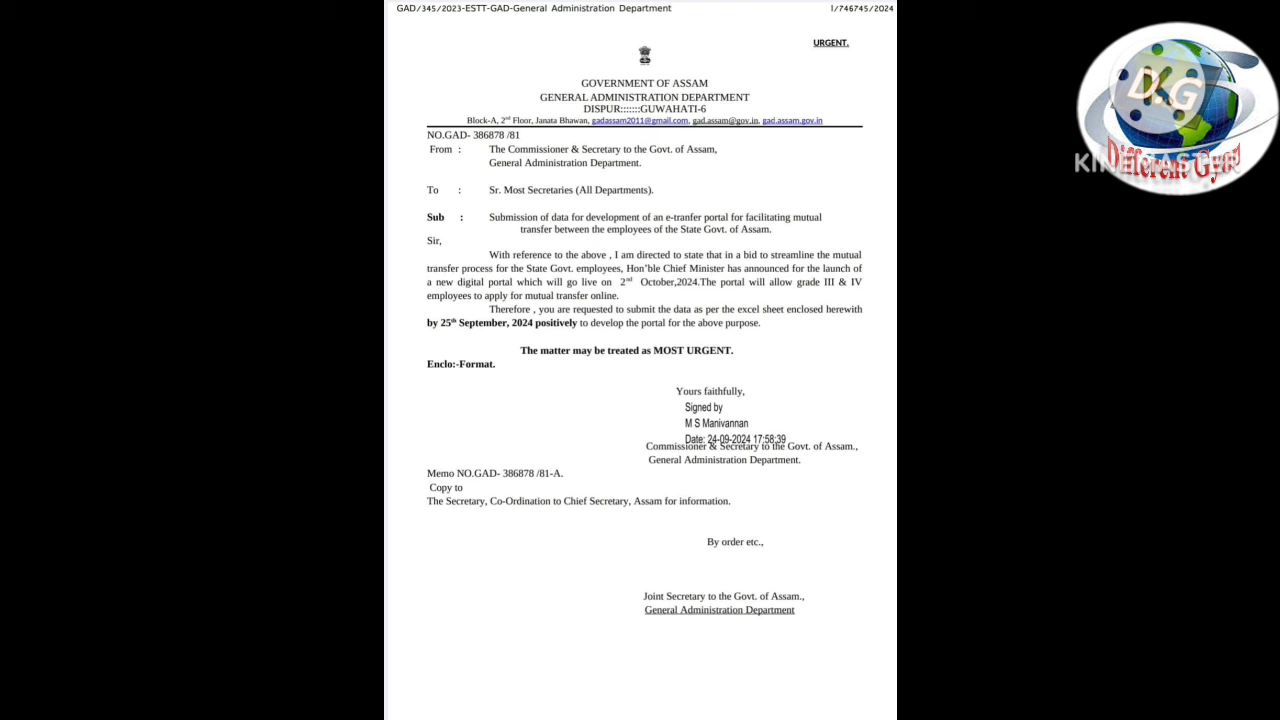 GAD/345/2023-ESTT-GAD-General Administration Department
I/746745/2024
URGENT.
GOVERNMENT OF ASSAM
GENERAL ADMINISTRATION DEPARTMENT
DISPUR:::::::GUWAHATI-6
Block-A, 2nd Floor, Janata Bhawan, gadassam2011@gmail.com, gad.assam@gov.in, gad.assam.gov.in
NO.GAD- 386878 /81
From : The Commissioner & Secretary to the Govt. of Assam,
General Administration Department.
To : Sr. Most Secretaries (All Departments).
Sub : Submission of data for development of an e-tranfer portal for facilitating mutual
transfer between the employees of the State Govt. of Assam.
Sir,
With reference to the above , I am directed to state that in a bid to streamline the mutual
transfer process for the State Govt. employees, Hon'ble Chief Minister has announced for the launch of
a new digital portal which will go live on 2nd October,2024.The portal will allow grade III & IV
employees to apply for mutual transfer online.
Therefore , you are requested to submit the data as per the excel sheet enclosed herewith
by 25th September, 2024 positively to develop the portal for the above purpose.
The matter may be treated as MOST URGENT.
Enclo:-Format.
Yours faithfully,
Signed by
M S Manivannan
Date: 24-09-2024 17:58:39
Commissioner & Secretary to the Govt. of Assam.,
General Administration Department.
Memo NO.GAD- 386878 /81-A.
Copy to
The Secretary, Co-Ordination to Chief Secretary, Assam for information.
By order etc.,
Joint Secretary to the Govt. of Assam.,
General Administration Department
D.G
KINEMASTER
Different Gyan